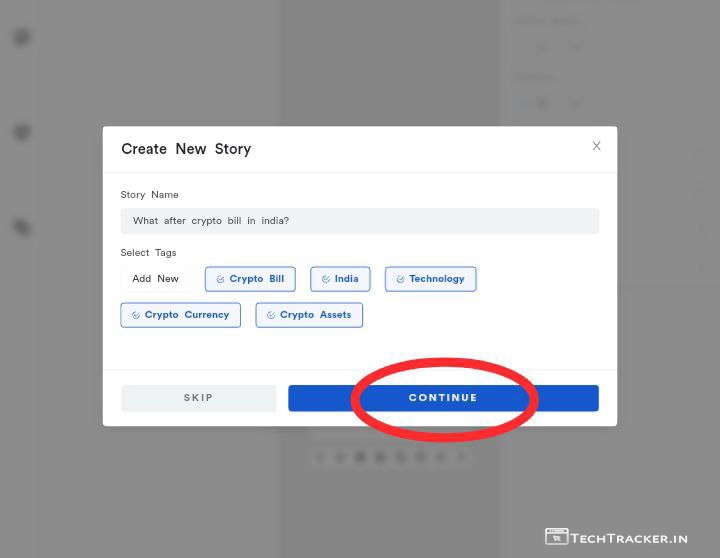 Create New Story
X
Story Name
What after crypto bill in india?
Select Tags
Add New Crypto Bill India Technology
Crypto Currency Crypto Assets
SKIP CONTINUE
TECHTRACKER.IN